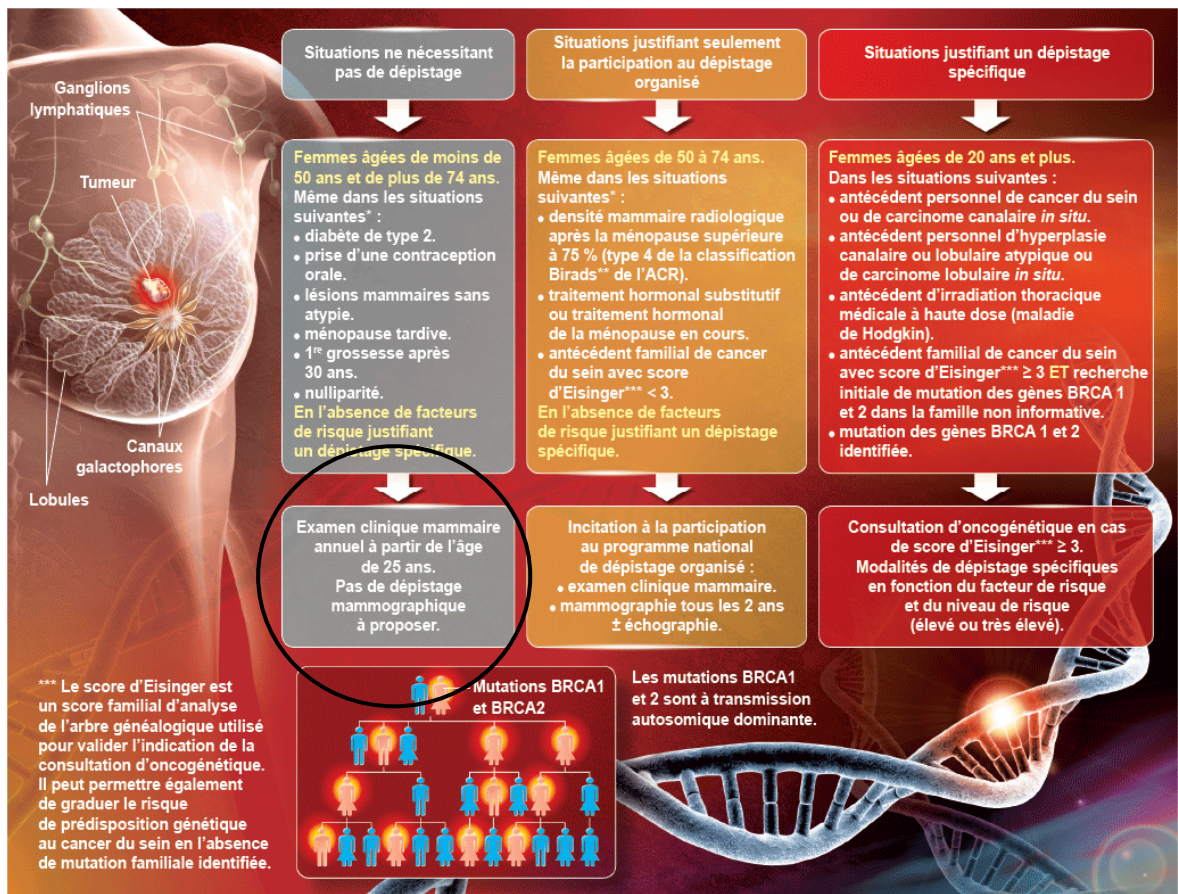 Ganglions
lymphatiques
Tumeur
Canaux
galactophores
Lobules
Situations ne nécessitant
pas de dépistage
Femmes âgées de moins de
50 ans et de plus de 74 ans.
Même dans les situations
suivantes* :
• diabète de type 2.
• prise d'une contraception
orale.
• lésions mammaires sans
atypie.
• ménopause tardive.
• 1re grossesse après
30 ans.
• nulliparité.
En l'absence de facteurs
de risque justifiant
un dépistage spécifique.
Examen clinique mammaire
annuel à partir de l'âge
de 25 ans.
Pas de dépistage
mammographique
à proposer.
Situations justifiant seulement
la participation au dépistage
organisé
Femmes âgées de 50 à 74 ans.
Même dans les situations
suivantes* :
• densité mammaire radiologique
après la ménopause supérieure
à 75 % (type 4 de la classification
Birads** de l'ACR).
• traitement hormonal substitutif
ou traitement hormonal
de la ménopause en cours.
• antécédent familial de cancer
du sein avec score
d'Eisinger*** < 3.
En l'absence de facteurs
de risque justifiant un dépistage
spécifique.
Incitation à la participation
au programme national
de dépistage organisé :
• examen clinique mammaire.
• mammographie tous les 2 ans
± échographie.
Situations justifiant un dépistage
spécifique
Femmes âgées de 20 ans et plus.
Dans les situations suivantes :
• antécédent personnel de cancer du sein
ou de carcinome canalaire in situ.
• antécédent personnel d'hyperplasie
canalaire ou lobulaire atypique ou
de carcinome lobulaire in situ.
• antécédent d'irradiation thoracique
médicale à haute dose (maladie
de Hodgkin).
• antécédent familial de cancer du sein
avec score d'Eisinger*** ≥ 3 ET recherche
initiale de mutation des gènes BRCA 1
et 2 dans la famille non informative.
• mutation des gènes BRCA 1 et 2
identifiée.
Consultation d'oncogénétique en cas
de score d'Eisinger*** ≥ 3.
Modalités de dépistage spécifiques
en fonction du facteur de risque
et du niveau de risque
(élevé ou très élevé).
*** Le score d'Eisinger est
un score familial d'analyse
de l'arbre généalogique utilisé
pour valider l'indication de la
consultation d'oncogénétique.
Il peut permettre également
de graduer le risque
de prédisposition génétique
au cancer du sein en l'absence
de mutation familiale identifiée.
Mutations BRCA1
et BRCA2
Les mutations BRCA1
et 2 sont à transmission
autosomique dominante.